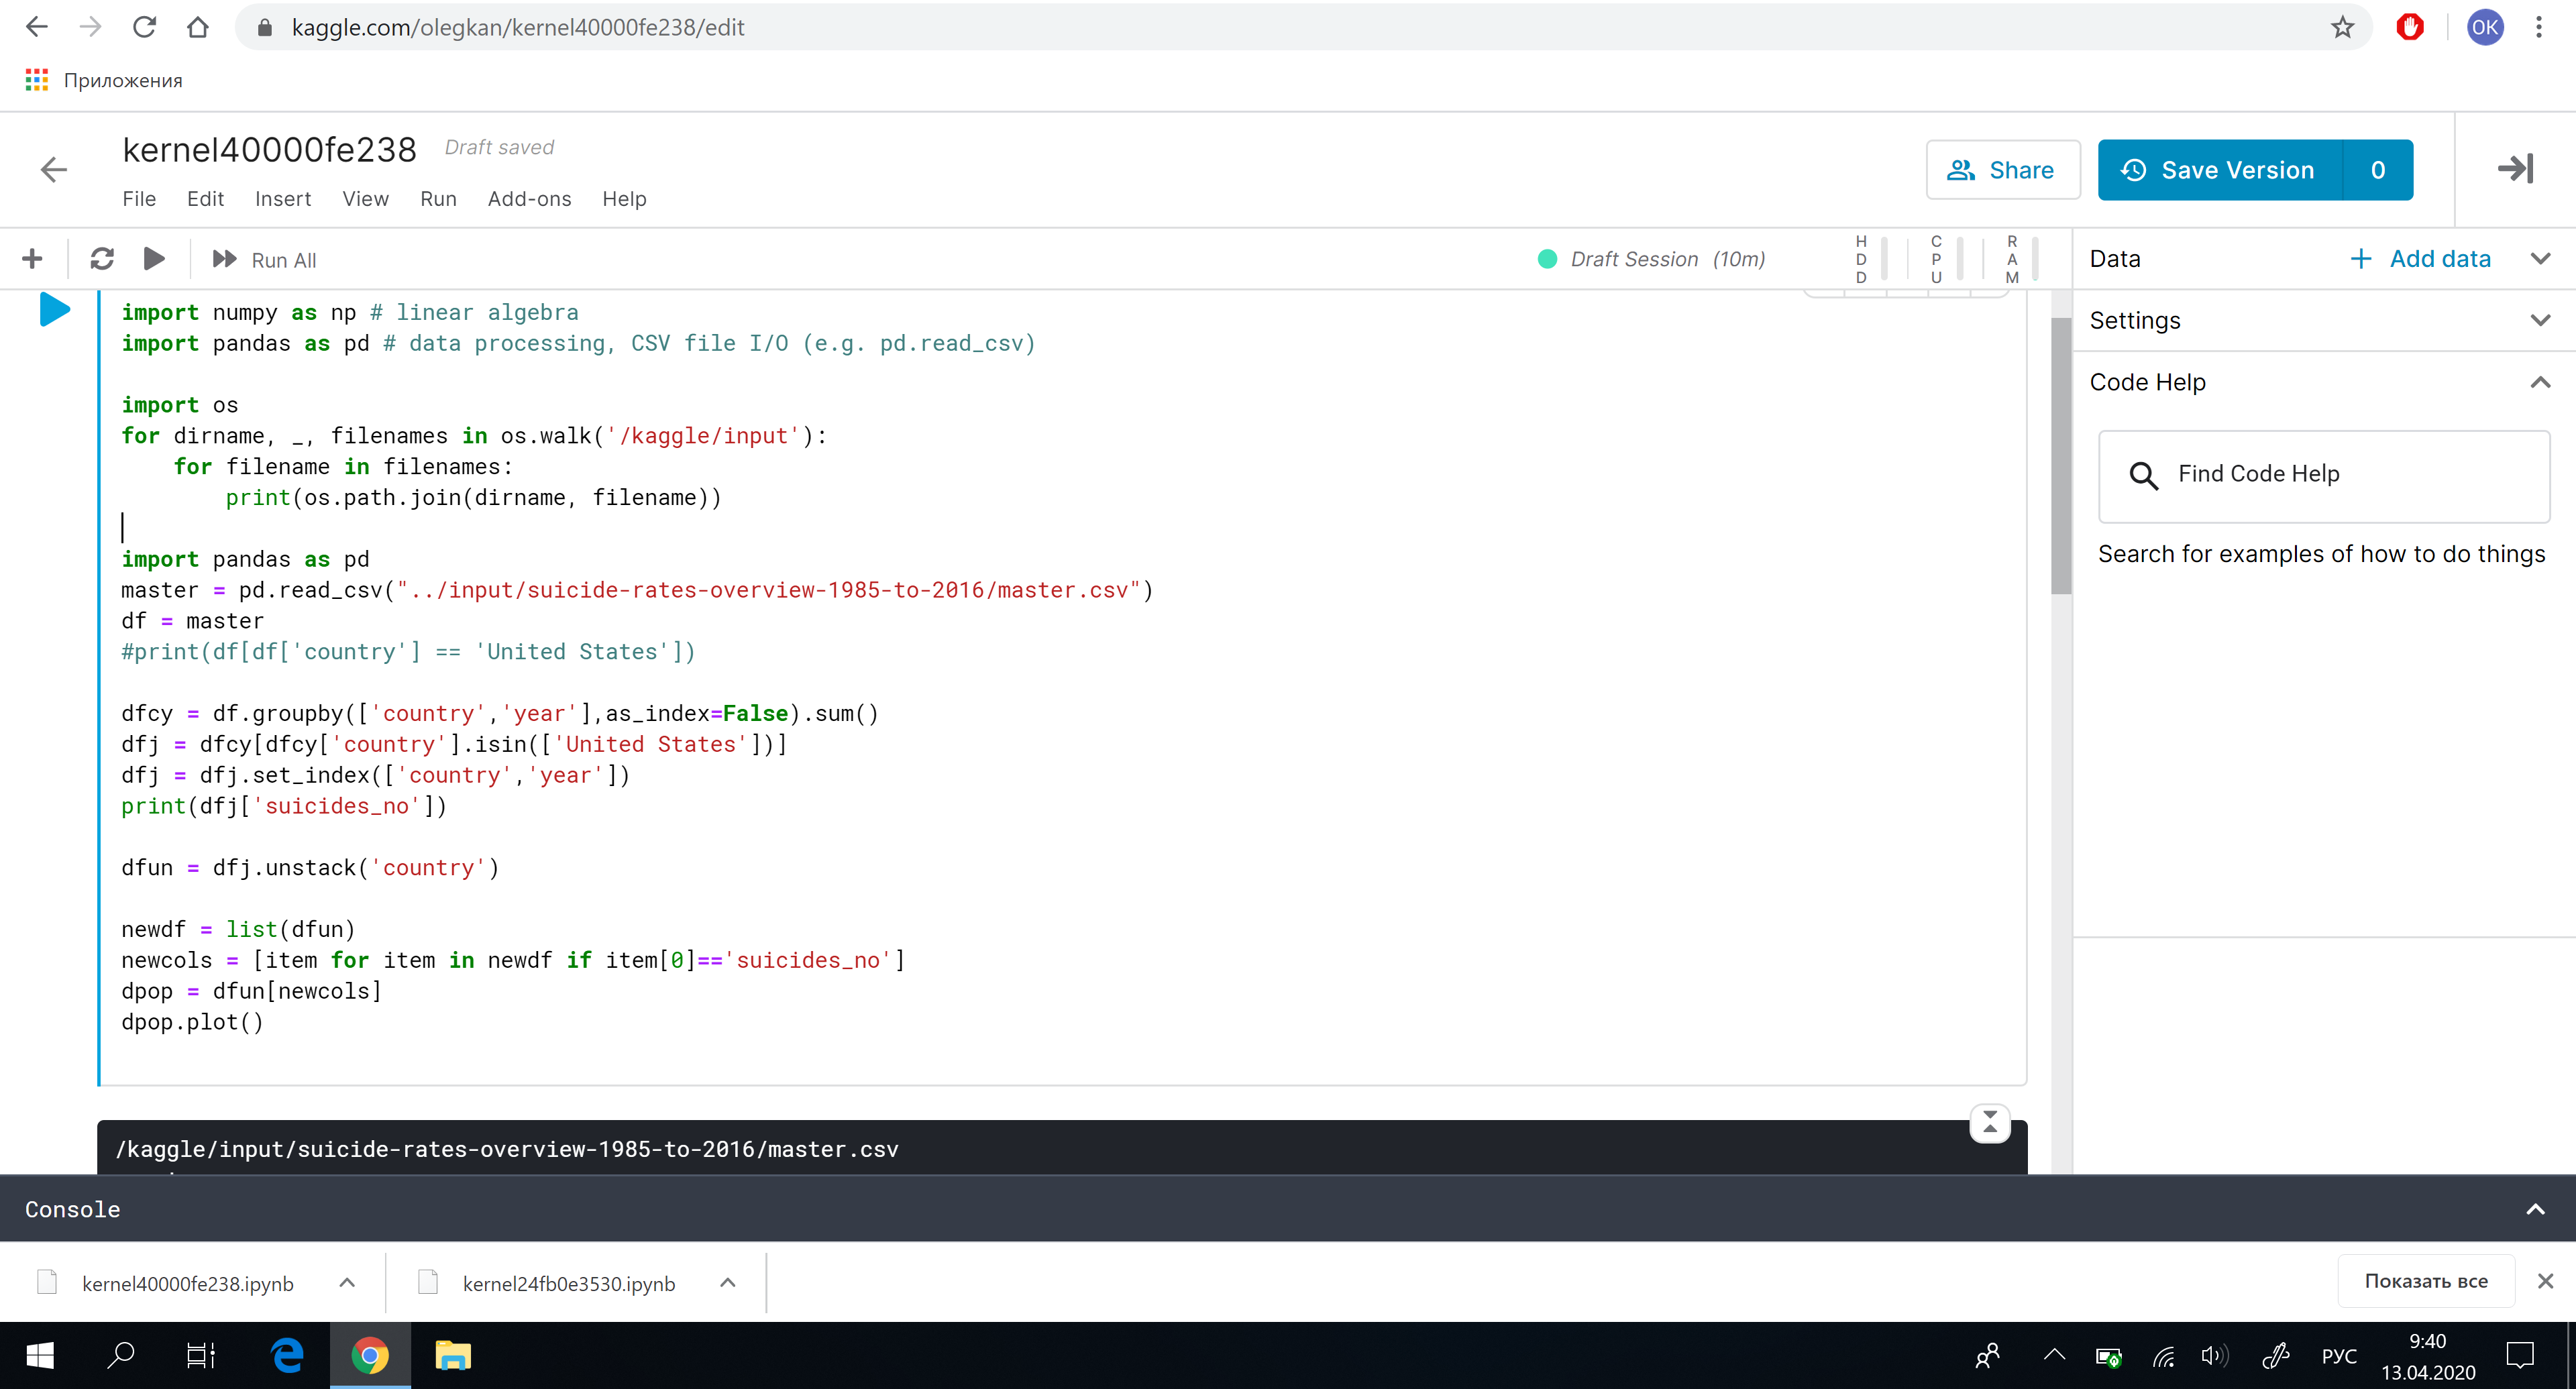 kaggle.com/olegkan/kernel40000fe238/edit
OK
Приложения
kernel40000fe238 Draft saved
File Edit Insert View Run Add-ons Help
Share
Save Version 0
Run All
Draft Session (10m)
HDD
CPU
RAM
Data
Add data
Settings
Code Help
Find Code Help
Search for examples of how to do things
import numpy as np # linear algebra
import pandas as pd # data processing, CSV file I/O (e.g. pd.read_csv)
import os
for dirname, _, filenames in os.walk('/kaggle/input'):
    for filename in filenames:
        print(os.path.join(dirname, filename))
import pandas as pd
master = pd.read_csv("../input/suicide-rates-overview-1985-to-2016/master.csv")
df = master
#print(df[df['country'] == 'United States'])
dfcy = df.groupby(['country','year'],as_index=False).sum()
dfj = dfcy[dfcy['country'].isin(['United States'])]
dfj = dfj.set_index(['country','year'])
print(dfj['suicides_no'])
dfun = dfj.unstack('country')
newdf = list(dfun)
newcols = [item for item in newdf if item[0]=='suicides_no']
dpop = dfun[newcols]
dpop.plot()
/kaggle/input/suicide-rates-overview-1985-to-2016/master.csv
Console
kernel40000fe238.ipynb
kernel24fb0e3530.ipynb
Показать все
РУС
9:40
13.04.2020